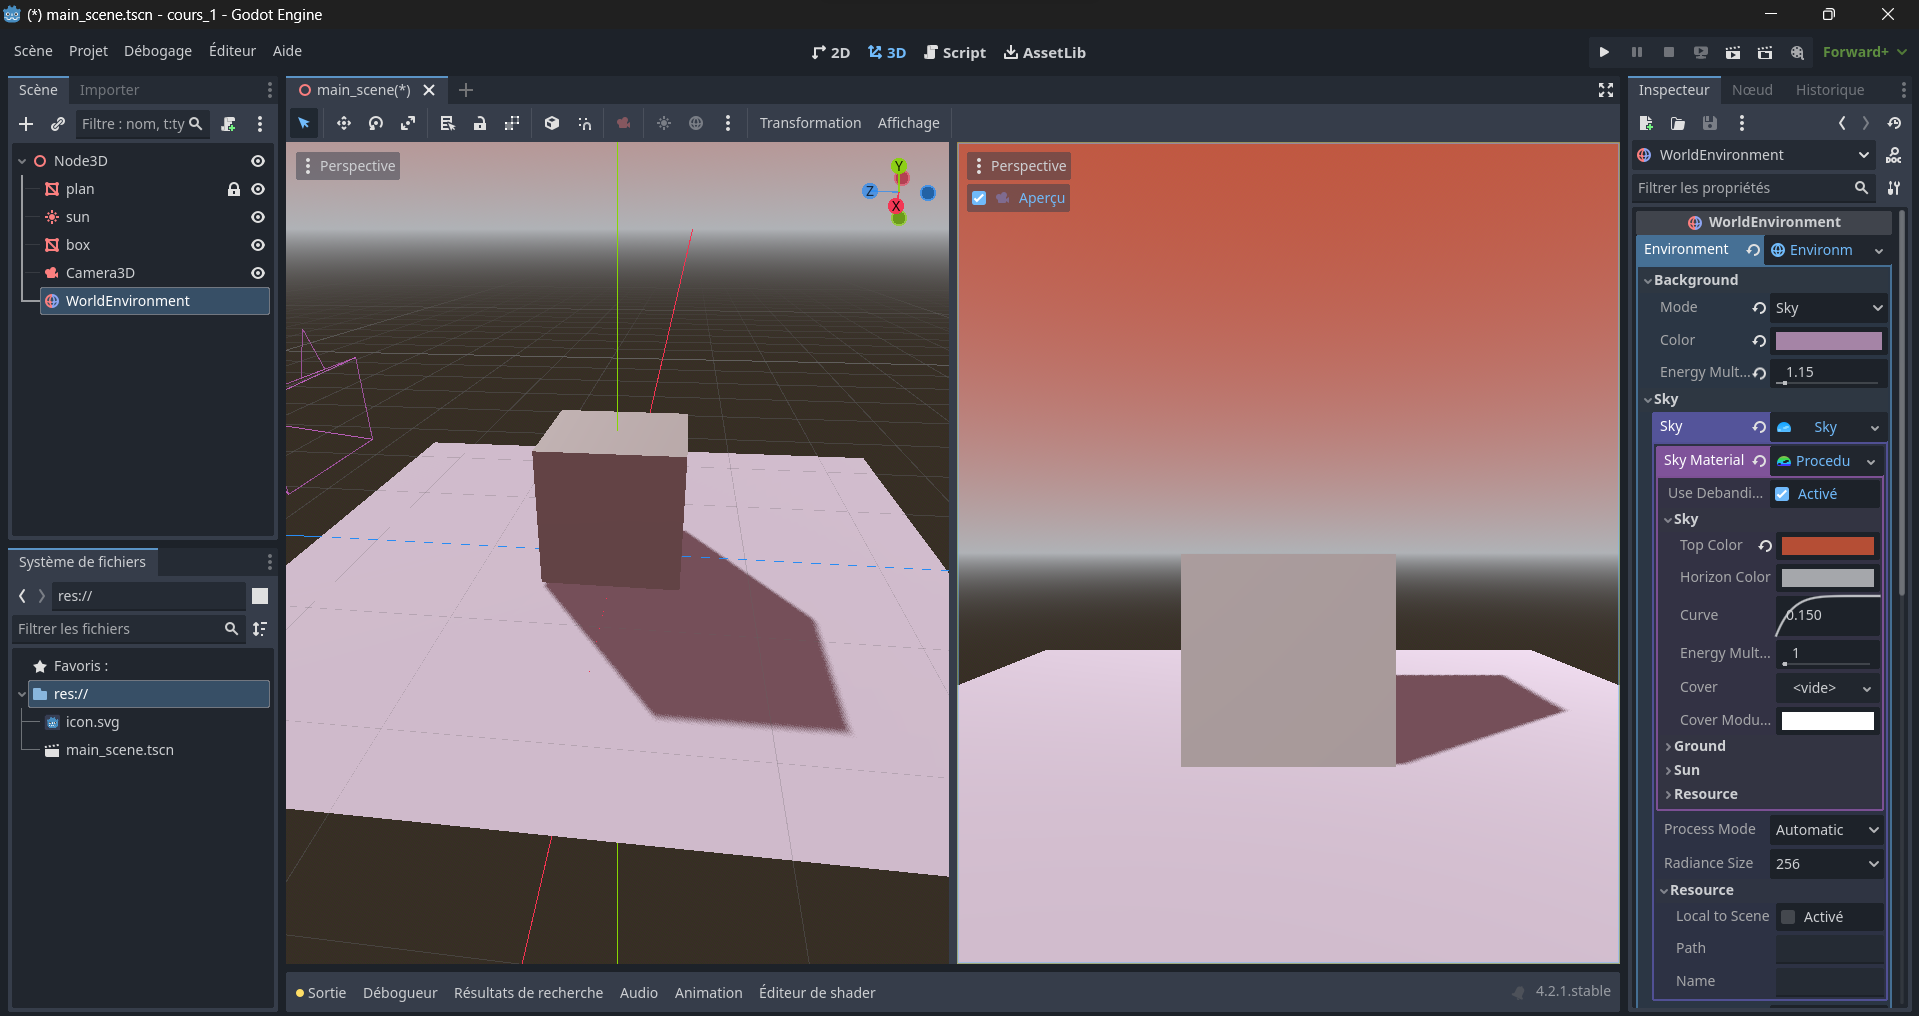 (*) main_scene.tscn - cours_1 - Godot Engine
Scène Projet Débogage Éditeur Aide
2D 3D Script AssetLib
Forward+
Scène Importer
Filtre : nom, t:ty
Node3D
plan
sun
box
Camera3D
WorldEnvironment
Système de fichiers
res://
Filtrer les fichiers
Favoris :
res://
icon.svg
main_scene.tscn
main_scene(*)
Transformation Affichage
Perspective
Y
Z
X
Perspective
Aperçu
Sortie Débogueur Résultats de recherche Audio Animation Éditeur de shader
4.2.1.stable
Inspecteur Nœud Historique
WorldEnvironment
DOC
Filtrer les propriétés
WorldEnvironment
Environment Environm
Background
Mode Sky
Color
Energy Mult... 1.15
Sky
Sky Sky
Sky Material Procedu
Use Debandi... Activé
Sky
Top Color
Horizon Color
Curve 0.150
Energy Mult... 1
Cover <vide>
Cover Modu...
Ground
Sun
Resource
Process Mode Automatic
Radiance Size 256
Resource
Local to Scene Activé
Path
Name